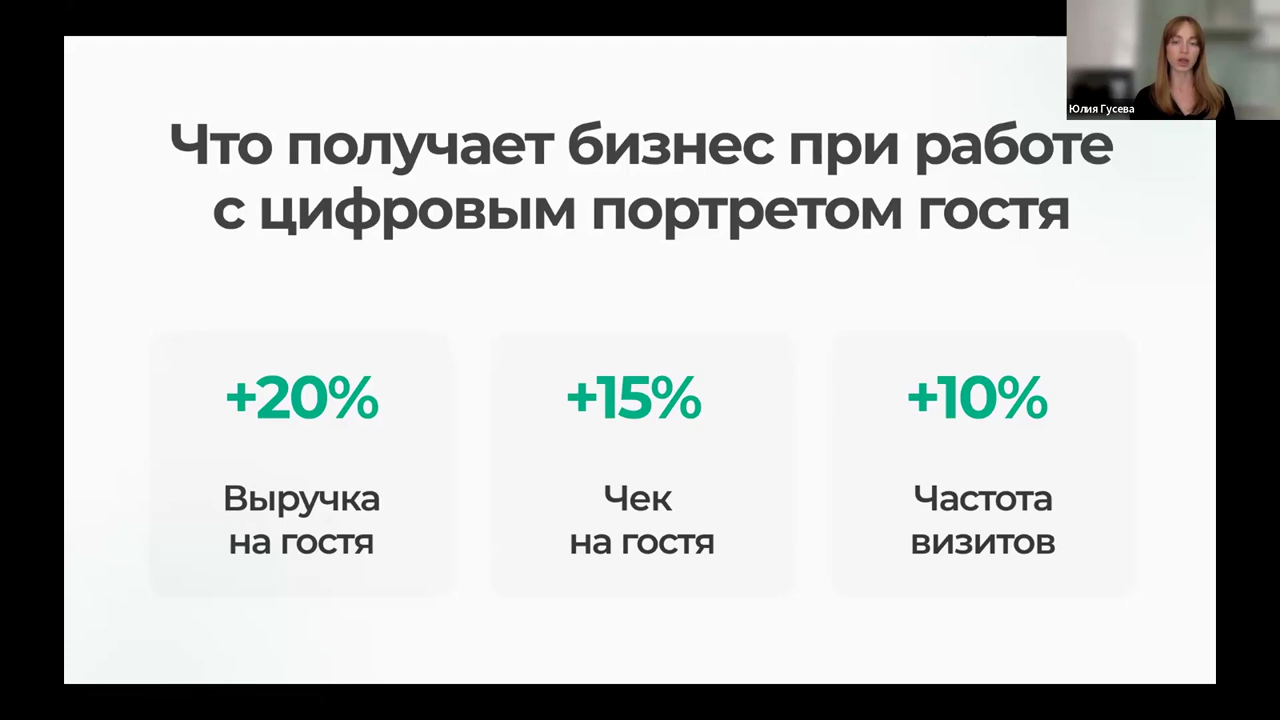 Юлия Гусева
Что получает бизнес при работе
с цифровым портретом гостя
+20%
Выручка
на гостя
+15%
Чек
на гостя
+10%
Частота
визитов